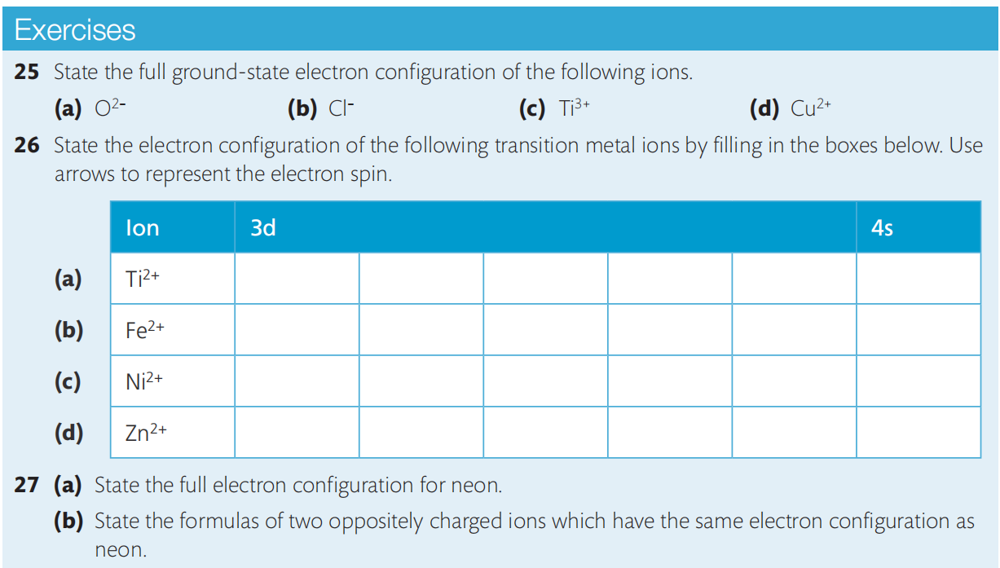 Exercises
25 State the full ground-state electron configuration of the following ions.
(a) O²⁻ (b) Cl⁻ (c) Ti³⁺ (d) Cu²⁺
26 State the electron configuration of the following transition metal ions by filling in the boxes below. Use
arrows to represent the electron spin.
Ion 3d 4s
(a) Ti²⁺
(b) Fe²⁺
(c) Ni²⁺
(d) Zn²⁺
27 (a) State the full electron configuration for neon.
(b) State the formulas of two oppositely charged ions which have the same electron configuration as
neon.